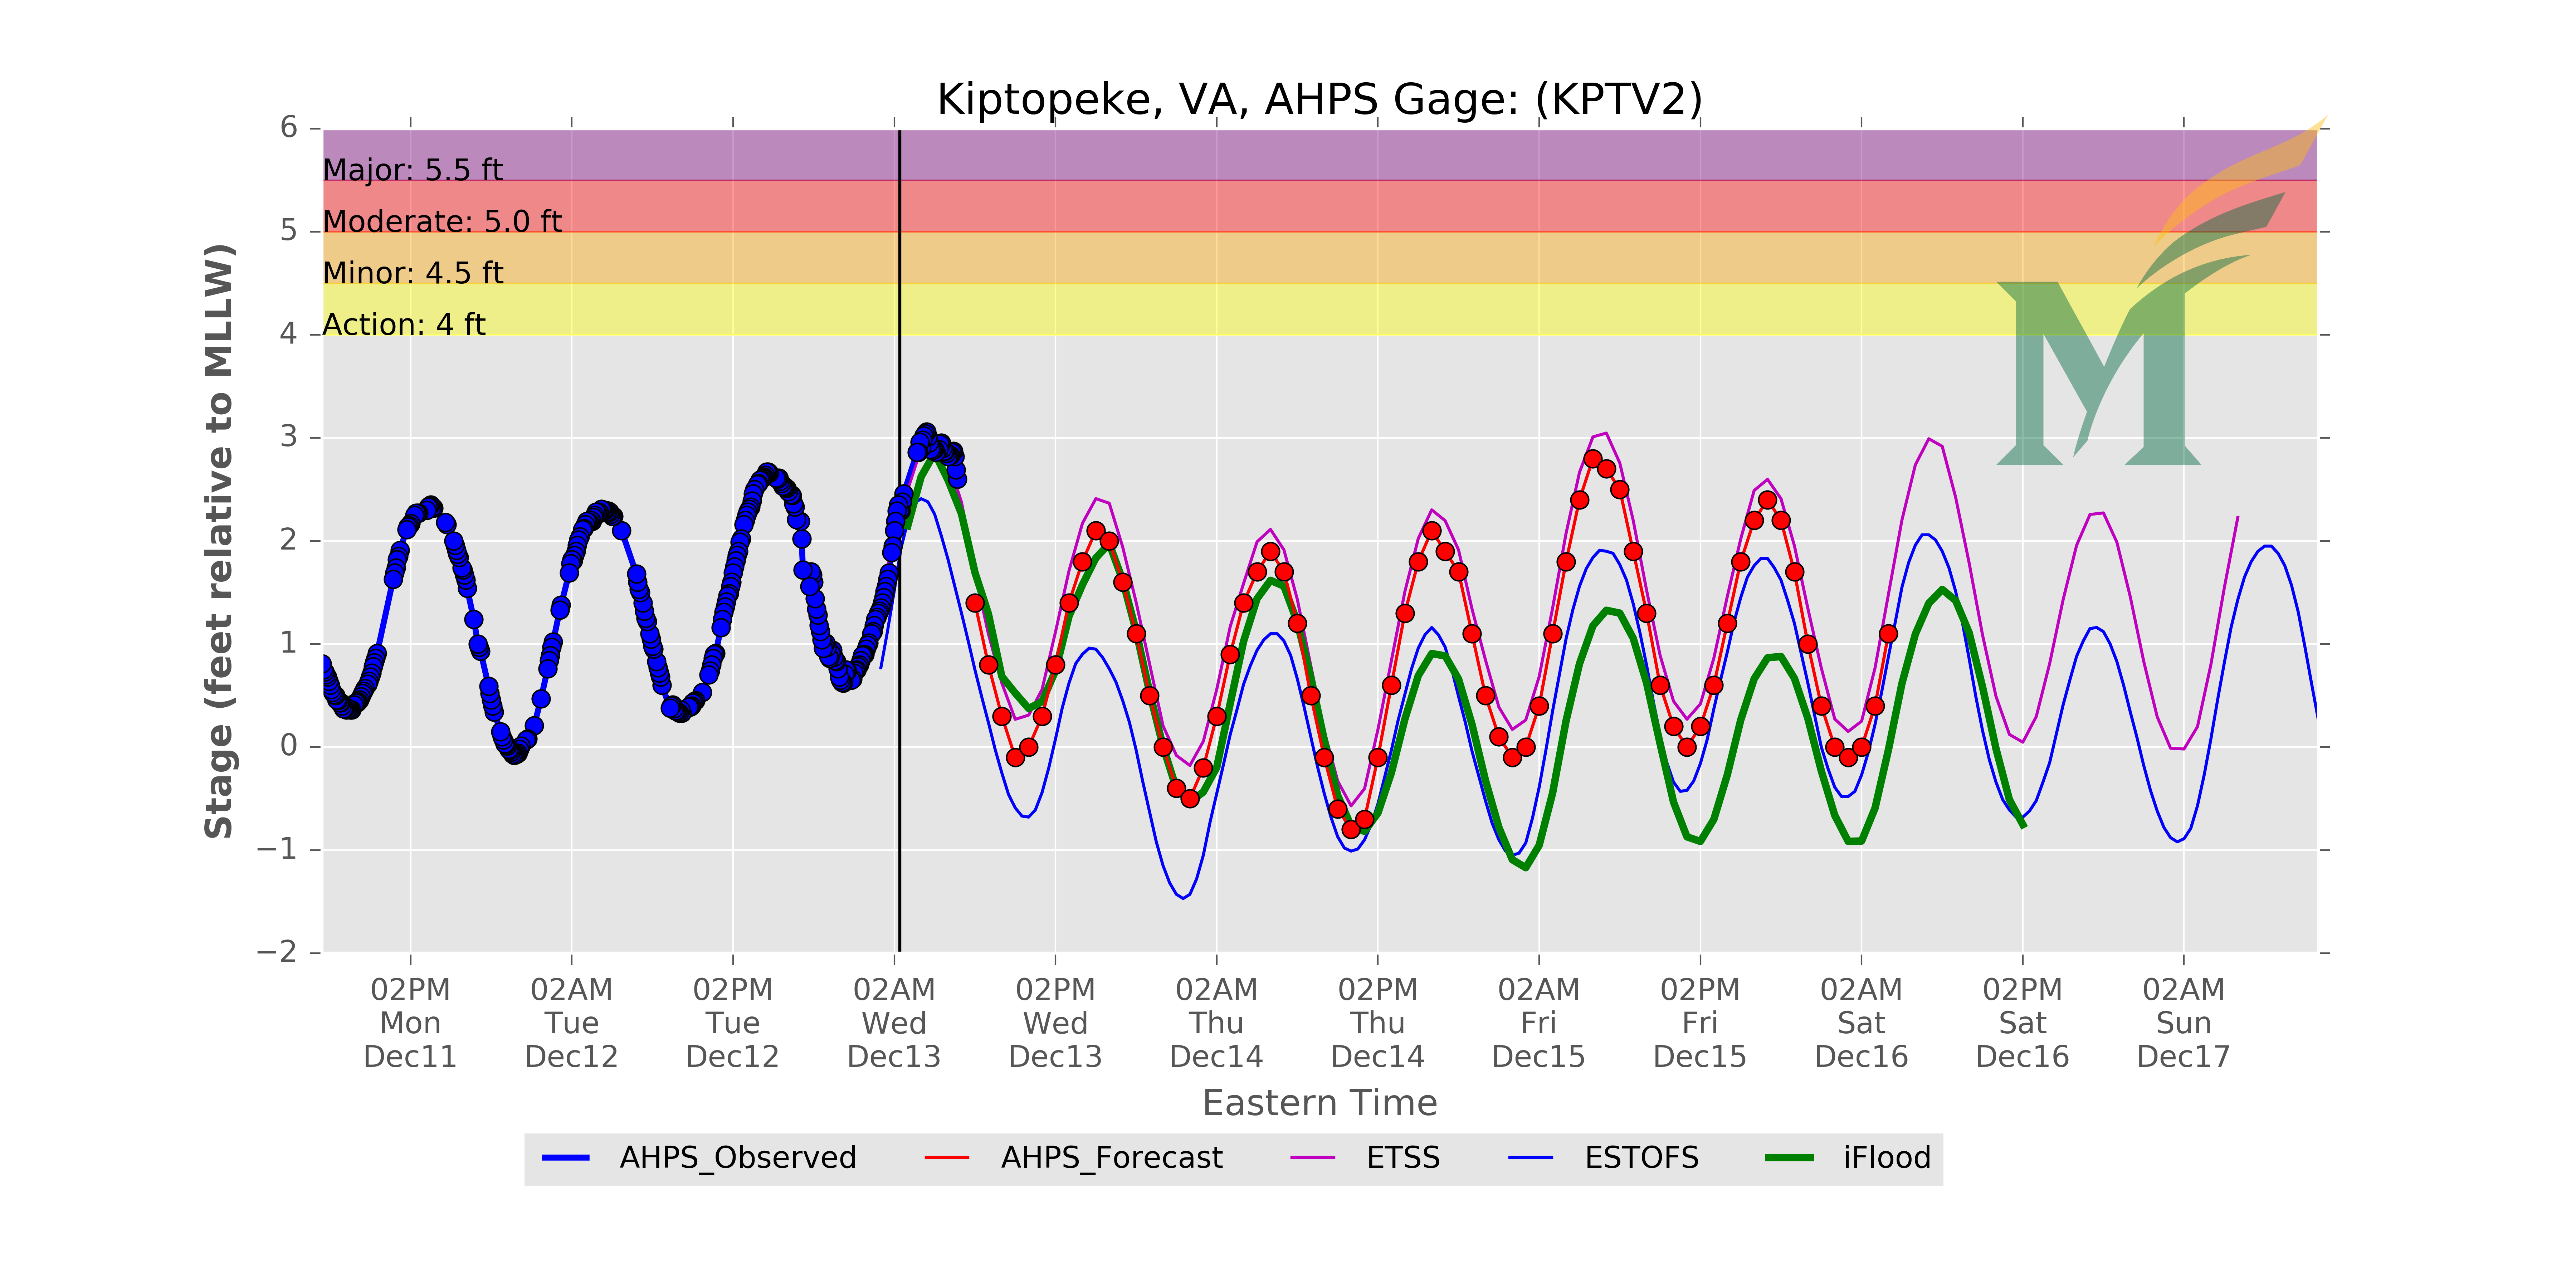 Kiptopeke, VA, AHPS Gage: (KPTV2)
6
Major: 5.5 ft
Moderate: 5.0 ft
5
Minor: 4.5 ft
Action: 4 ft
4
3
2
1
0
−1
−2
Stage (feet relative to MLLW)
M
02PM 02AM 02PM 02AM 02PM 02AM 02PM 02AM 02PM 02AM 02PM 02AM
Mon Tue Tue Wed Wed Thu Thu Fri Fri Sat Sat Sun
Dec11 Dec12 Dec12 Dec13 Dec13 Dec14 Dec14 Dec15 Dec15 Dec16 Dec16 Dec17
Eastern Time
AHPS_Observed AHPS_Forecast ETSS ESTOFS iFlood